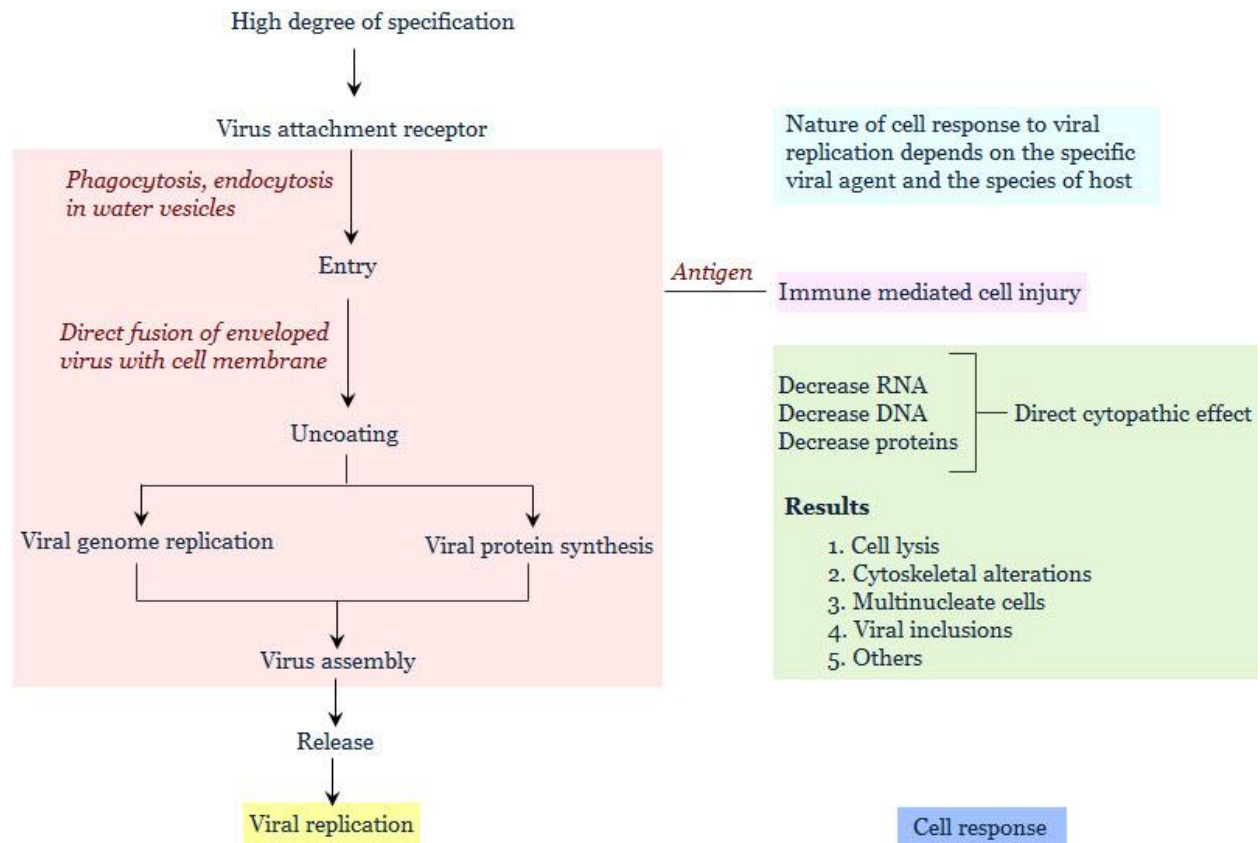 High degree of specification
Virus attachment receptor
Phagocytosis, endocytosis
in water vesicles
Entry
Direct fusion of enveloped
virus with cell membrane
Uncoating
Viral genome replication
Viral protein synthesis
Virus assembly
Release
Viral replication
Nature of cell response to viral
replication depends on the specific
viral agent and the species of host
Antigen
Immune mediated cell injury
Decrease RNA
Decrease DNA
Decrease proteins
Direct cytopathic effect
Results
1. Cell lysis
2. Cytoskeletal alterations
3. Multinucleate cells
4. Viral inclusions
5. Others
Cell response